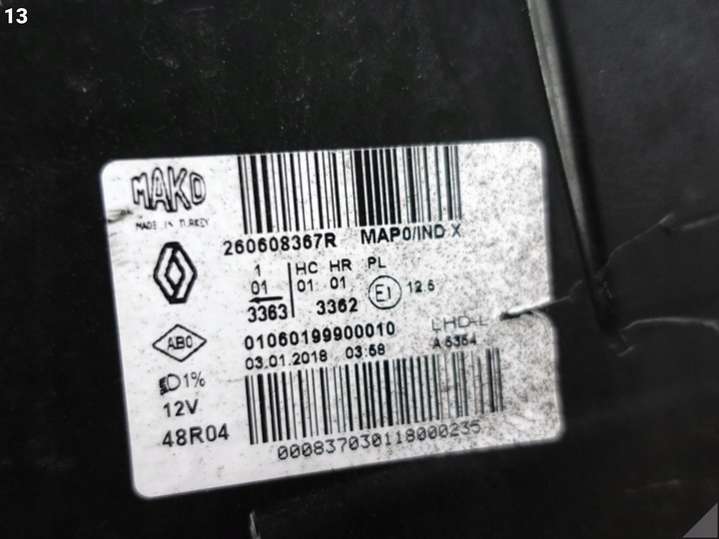 13
MAKO
MADE IN TURKEY
260608367R MAP0/IND X
1 HC HR PL
01 01 01 E1 12.5
3363 3362
01060199900010 LHD-L
03.01.2018 03:58 A 5354
ABO
1%
12V
48R04
000837030118000235